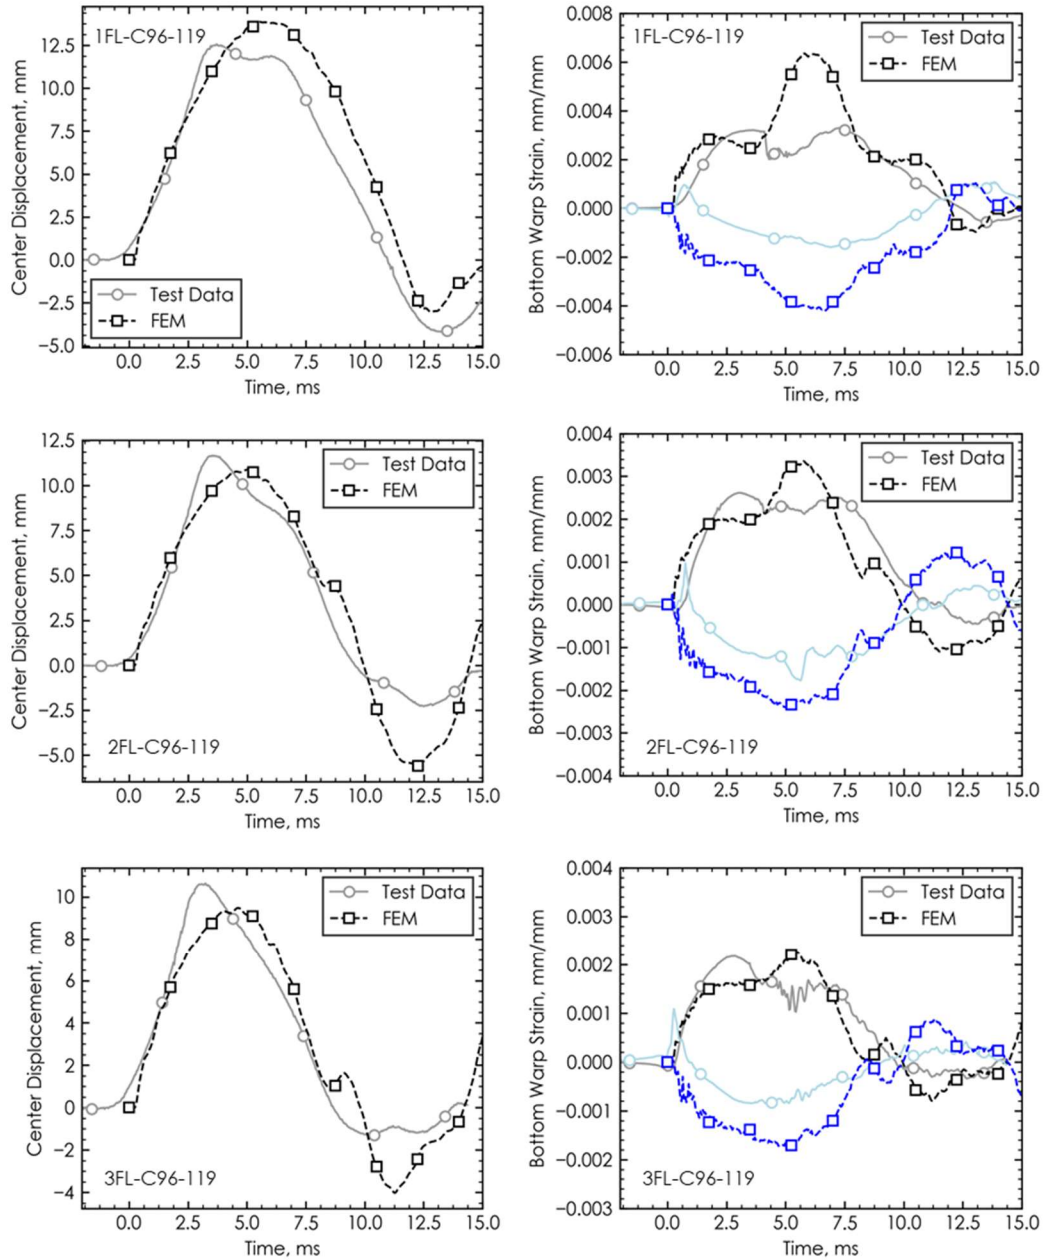 1FL-C96-119
Center Displacement, mm
12.5
10.0
7.5
5.0
2.5
0.0
−2.5
−5.0
Test Data
FEM
0.0 2.5 5.0 7.5 10.0 12.5 15.0
Time, ms
1FL-C96-119
Bottom Warp Strain, mm/mm
0.008
0.006
0.004
0.002
0.000
−0.002
−0.004
−0.006
Test Data
FEM
0.0 2.5 5.0 7.5 10.0 12.5 15.0
Time, ms
Center Displacement, mm
12.5
10.0
7.5
5.0
2.5
0.0
−2.5
−5.0
Test Data
FEM
2FL-C96-119
0.0 2.5 5.0 7.5 10.0 12.5 15.0
Time, ms
Bottom Warp Strain, mm/mm
0.004
0.003
0.002
0.001
0.000
−0.001
−0.002
−0.003
−0.004
Test Data
FEM
2FL-C96-119
0.0 2.5 5.0 7.5 10.0 12.5 15.0
Time, ms
Center Displacement, mm
10
8
6
4
2
0
−2
−4
Test Data
FEM
3FL-C96-119
0.0 2.5 5.0 7.5 10.0 12.5 15.0
Time, ms
Bottom Warp Strain, mm/mm
0.004
0.003
0.002
0.001
0.000
−0.001
−0.002
−0.003
Test Data
FEM
3FL-C96-119
0.0 2.5 5.0 7.5 10.0 12.5 15.0
Time, ms